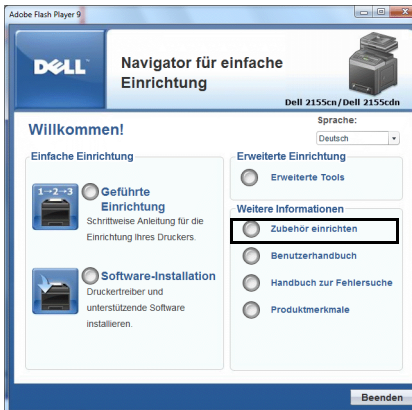 Adobe Flash Player 9
DELL
Navigator für einfache
Einrichtung
Dell 2155cn/Dell 2155cdn
Willkommen!
Sprache:
Deutsch
Einfache Einrichtung
1→2→3
Geführte
Einrichtung
Schrittweise Anleitung für die
Einrichtung Ihres Druckers.
Software-Installation
Druckertreiber und
unterstützende Software
installieren.
Erweiterte Einrichtung
Erweiterte Tools
Weitere Informationen
Zubehör einrichten
Benutzerhandbuch
Handbuch zur Fehlersuche
Produktmerkmale
Beenden